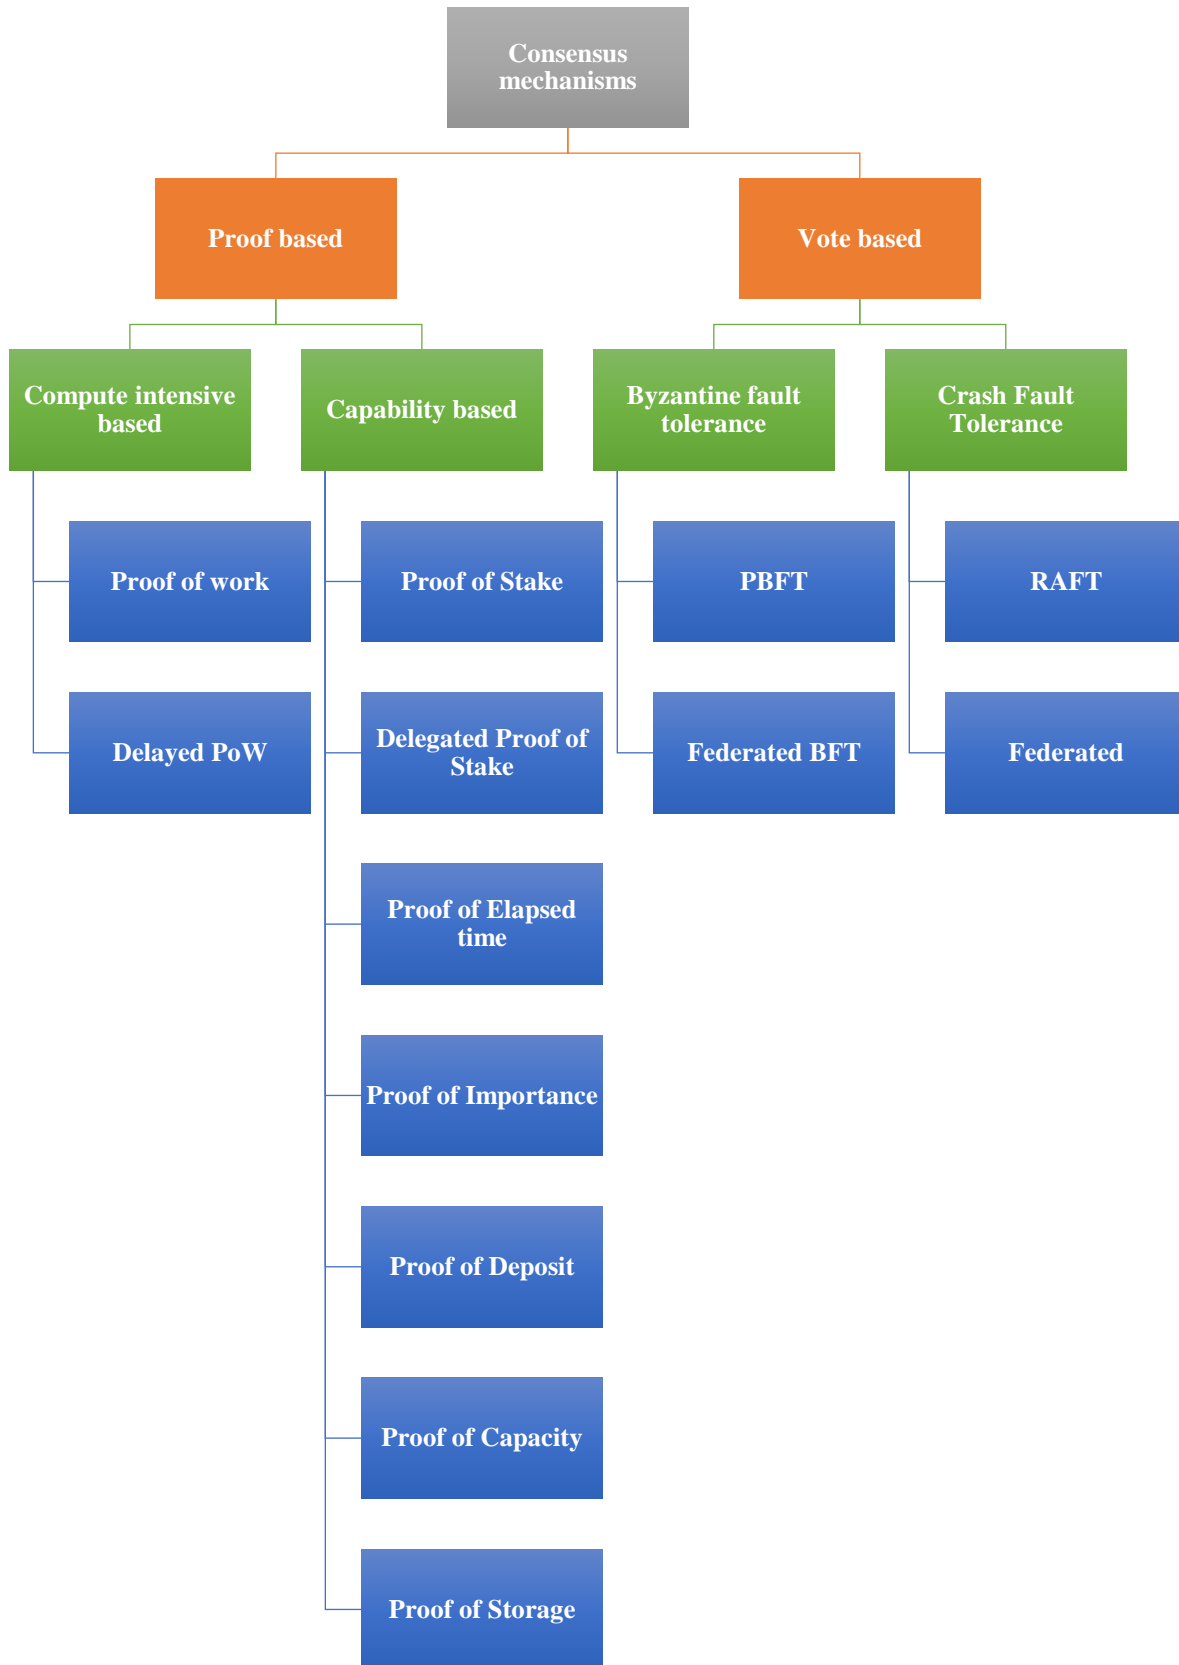 Consensus
mechanisms
Proof based
Vote based
Compute intensive
based
Capability based
Byzantine fault
tolerance
Crash Fault
Tolerance
Proof of work
Proof of Stake
PBFT
RAFT
Delayed PoW
Delegated Proof of
Stake
Federated BFT
Federated
Proof of Elapsed
time
Proof of Importance
Proof of Deposit
Proof of Capacity
Proof of Storage